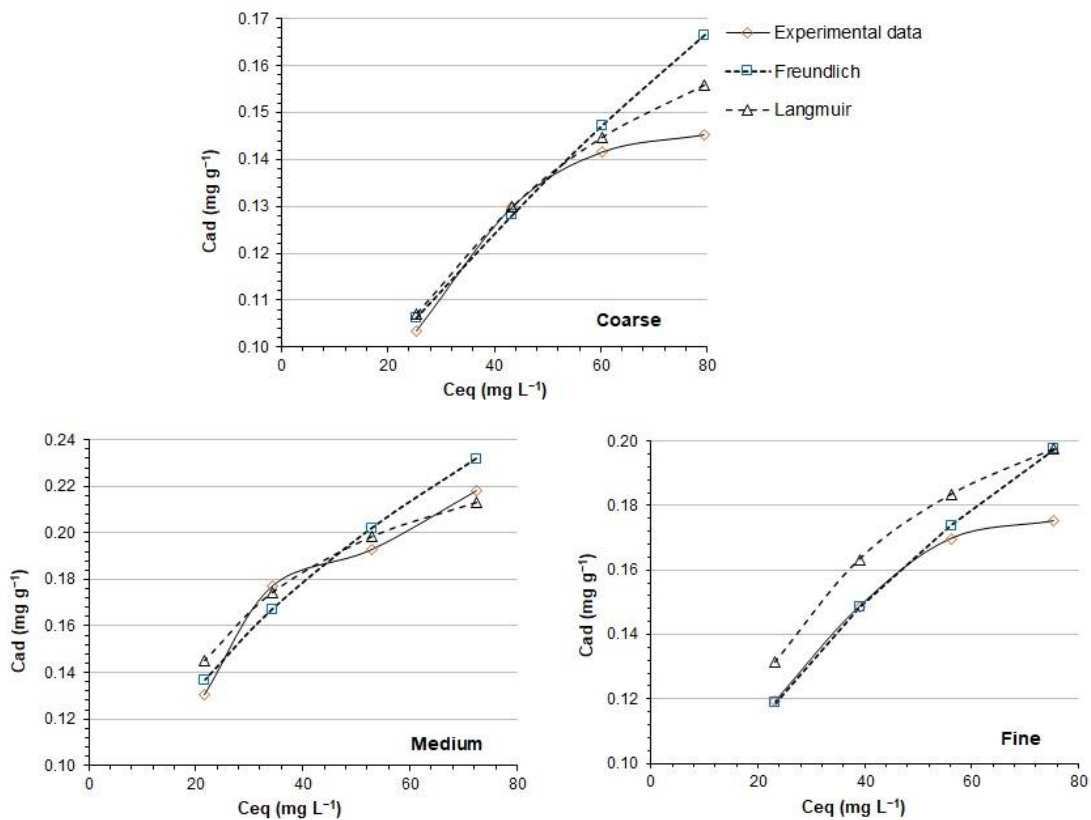 0.17
0.16
0.15
0.14
0.13
0.12
0.11
0.10
Cad (mg g⁻¹)
0 20 40 60 80
Ceq (mg L⁻¹)
Coarse
Experimental data
Freundlich
Langmuir
0.24
0.22
0.20
0.18
0.16
0.14
0.12
0.10
Cad (mg g⁻¹)
0 20 40 60 80
Ceq (mg L⁻¹)
Medium
0.20
0.18
0.16
0.14
0.12
0.10
Cad (mg g⁻¹)
0 20 40 60 80
Ceq (mg L⁻¹)
Fine